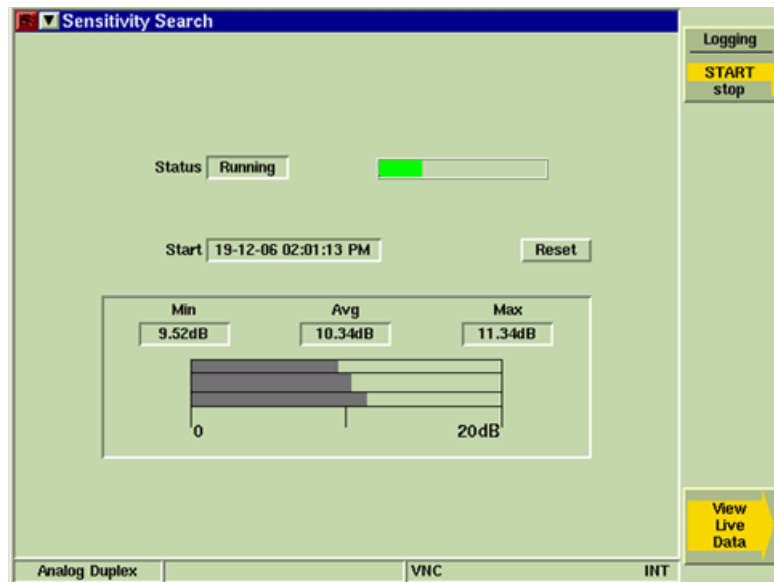 Sensitivity Search
Logging
START
stop
Status Running
Start 19-12-06 02:01:13 PM
Reset
Min Avg Max
9.52dB 10.34dB 11.34dB
0 20dB
View
Live
Data
Analog Duplex VNC INT